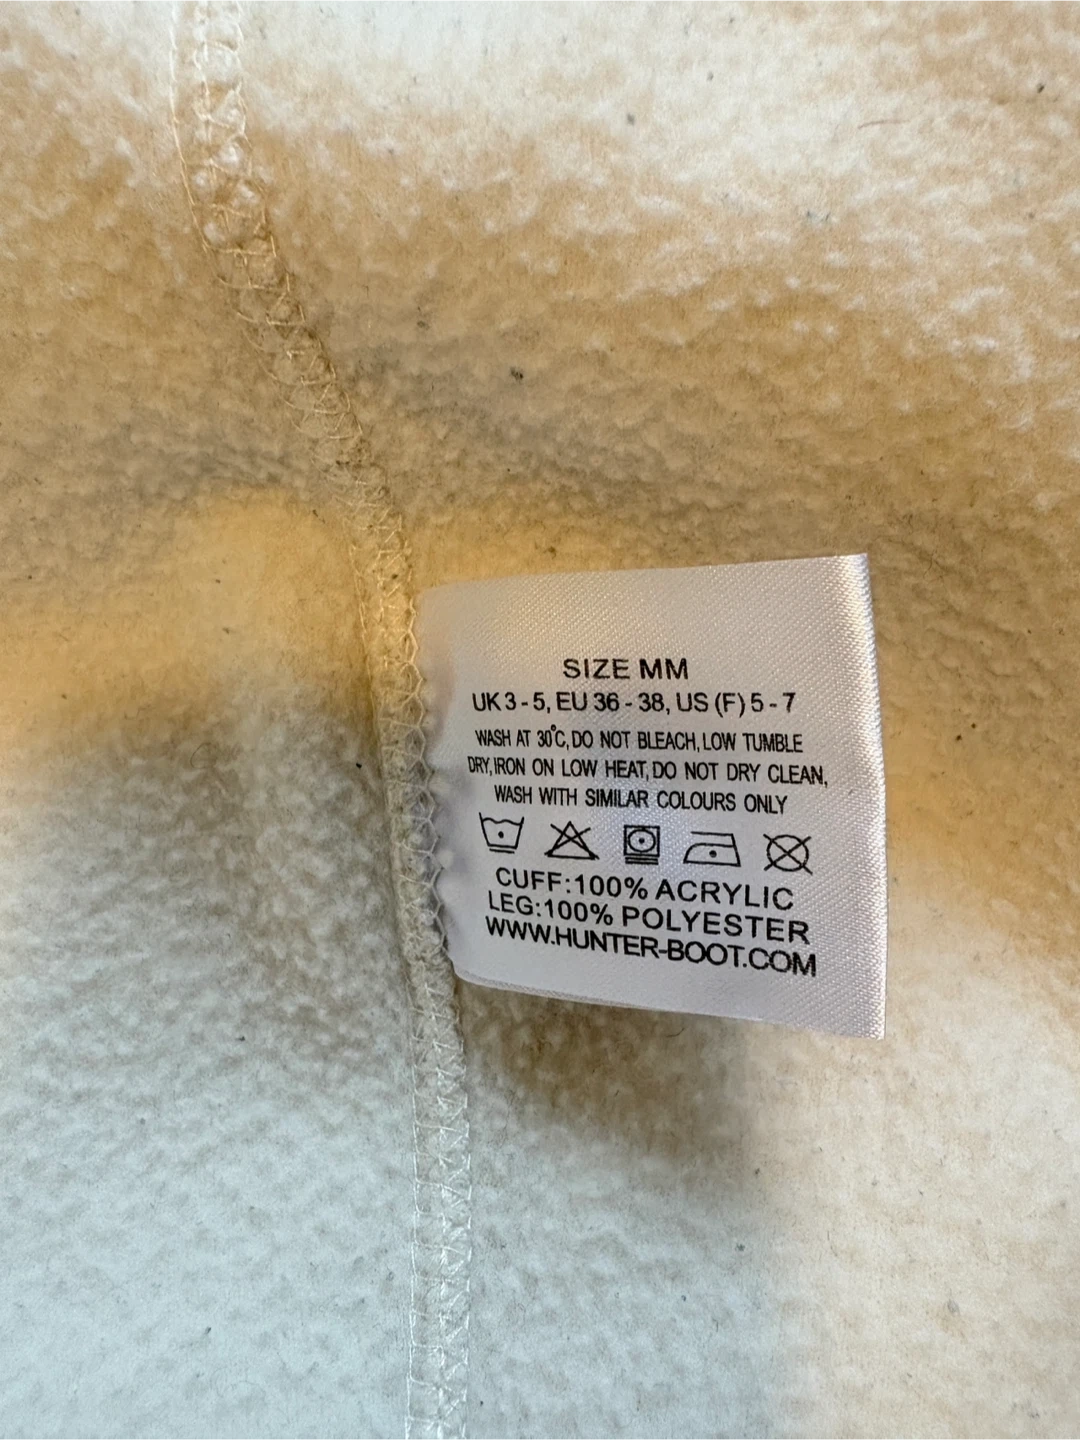 SIZE MM
UK 3 - 5, EU 36 - 38, US (F) 5 - 7
WASH AT 30°C, DO NOT BLEACH, LOW TUMBLE
DRY, IRON ON LOW HEAT, DO NOT DRY CLEAN,
WASH WITH SIMILAR COLOURS ONLY
CUFF:100% ACRYLIC
LEG:100% POLYESTER
WWW.HUNTER-BOOT.COM